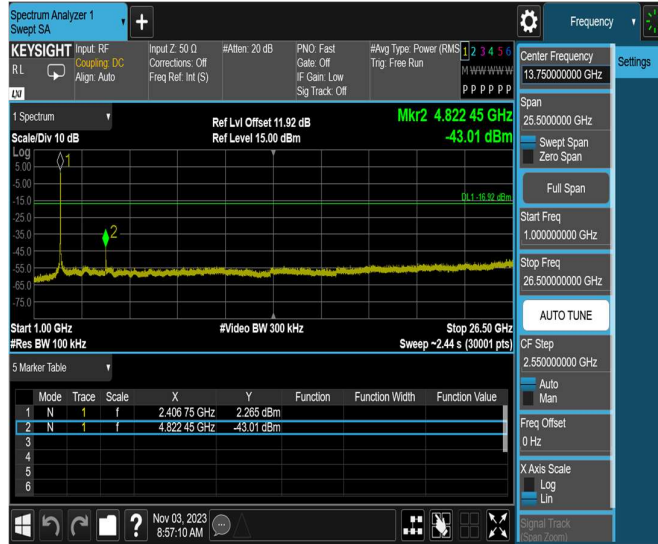 Spectrum Analyzer 1
Swept SA
+
Frequency
KEYSIGHT
R L
LXI
Input: RF
Coupling: DC
Align: Auto
Input Z: 50 Ω
Corrections: Off
Freq Ref: Int (S)
#Atten: 20 dB
PNO: Fast
Gate: Off
IF Gain: Low
Sig Track: Off
#Avg Type: Power (RMS
Trig: Free Run
1 2 3 4 5 6
M W W W W W
P P P P P P
1 Spectrum
Scale/Div 10 dB
Ref Lvl Offset 11.92 dB
Ref Level 15.00 dBm
Mkr2 4.822 45 GHz
-43.01 dBm
Log
5.00
-5.00
-15.0
-25.0
-35.0
-45.0
-55.0
-65.0
-75.0
1
2
DL1 -16.92 dBm
Start 1.00 GHz
#Video BW 300 kHz
Stop 26.50 GHz
#Res BW 100 kHz
Sweep ~2.44 s (30001 pts)
5 Marker Table
Mode Trace Scale X Y Function Function Width Function Value
1 N 1 f 2.406 75 GHz 2.265 dBm
2 N 1 f 4.822 45 GHz -43.01 dBm
3
4
5
6
Nov 03, 2023
8:57:10 AM
Center Frequency
13.750000000 GHz
Settings
Span
25.5000000 GHz
Swept Span
Zero Span
Full Span
Start Freq
1.000000000 GHz
Stop Freq
26.500000000 GHz
AUTO TUNE
CF Step
2.550000000 GHz
Auto
Man
Freq Offset
0 Hz
X Axis Scale
Log
Lin
Signal Track
(Span Zoom)